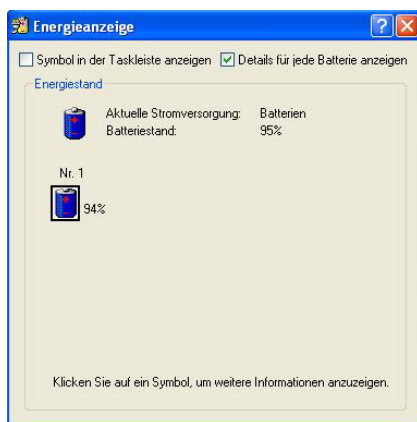 Energieanzeige
Symbol in der Taskleiste anzeigen Details für jede Batterie anzeigen
Energiestand
Aktuelle Stromversorgung: Batterien
Batteriestand: 95%
Nr. 1
94%
Klicken Sie auf ein Symbol, um weitere Informationen anzuzeigen.